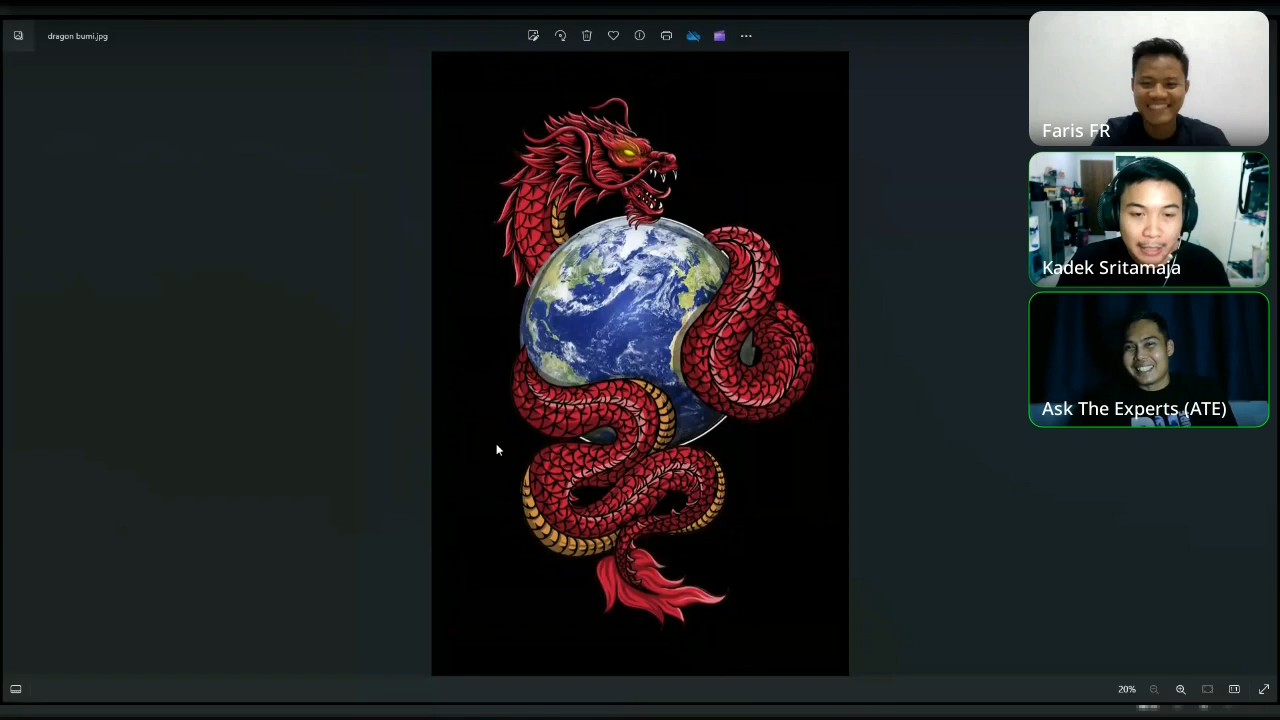 dragon bumi.jpg
Faris FR
Kadek Sritamaja
Ask The Experts (ATE)
20%